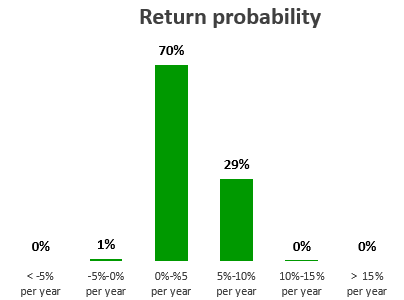 Return probability
70%
29%
0%
1%
0%
0%
< -5%
per year
-5%-0%
per year
0%-%5
per year
5%-10%
per year
10%-15%
per year
> 15%
per year